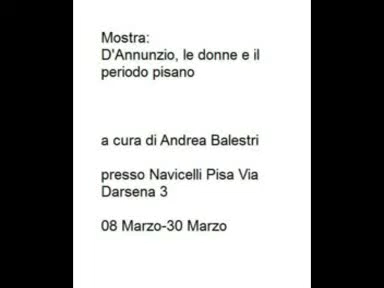 Mostra:
D'Annunzio, le donne e il
periodo pisano
a cura di Andrea Balestri
presso Navicelli Pisa Via
Darsena 3
08 Marzo-30 Marzo